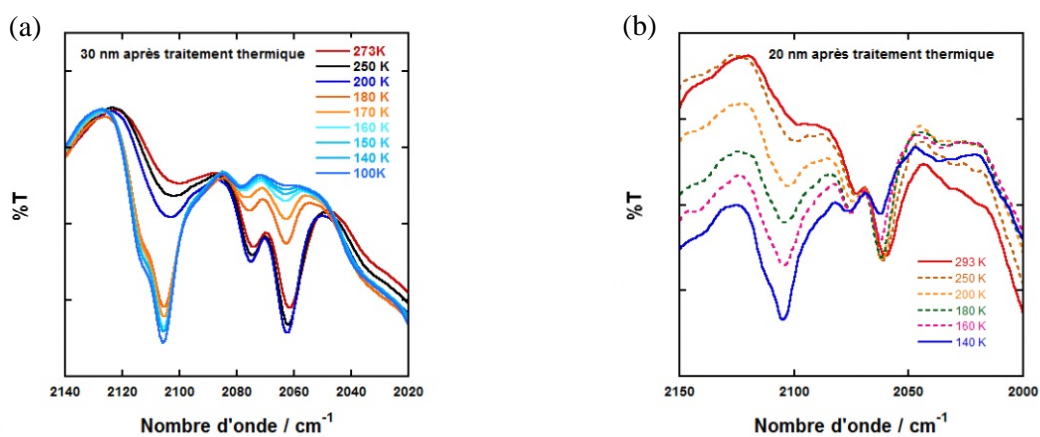 (a)
30 nm après traitement thermique
273K
250 K
200 K
180 K
170 K
160 K
150 K
140 K
100K
%T
2140 2120 2100 2080 2060 2040 2020
Nombre d'onde / cm-1
(b)
20 nm après traitement thermique
293 K
250 K
200 K
180 K
160 K
140 K
%T
2150 2100 2050 2000
Nombre d'onde / cm-1